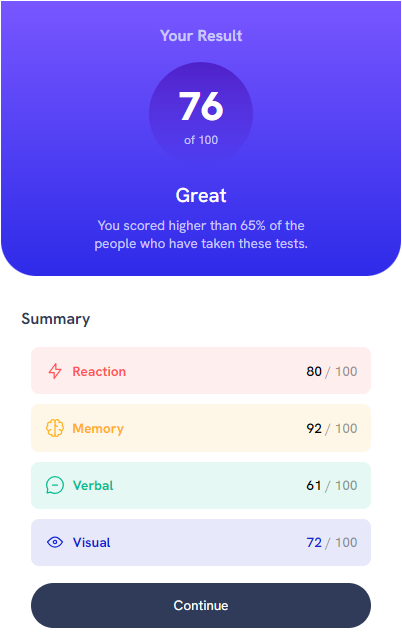 Your Result
76
of 100
Great
You scored higher than 65% of the
people who have taken these tests.
Summary
Reaction 80 / 100
Memory 92 / 100
Verbal 61 / 100
Visual 72 / 100
Continue